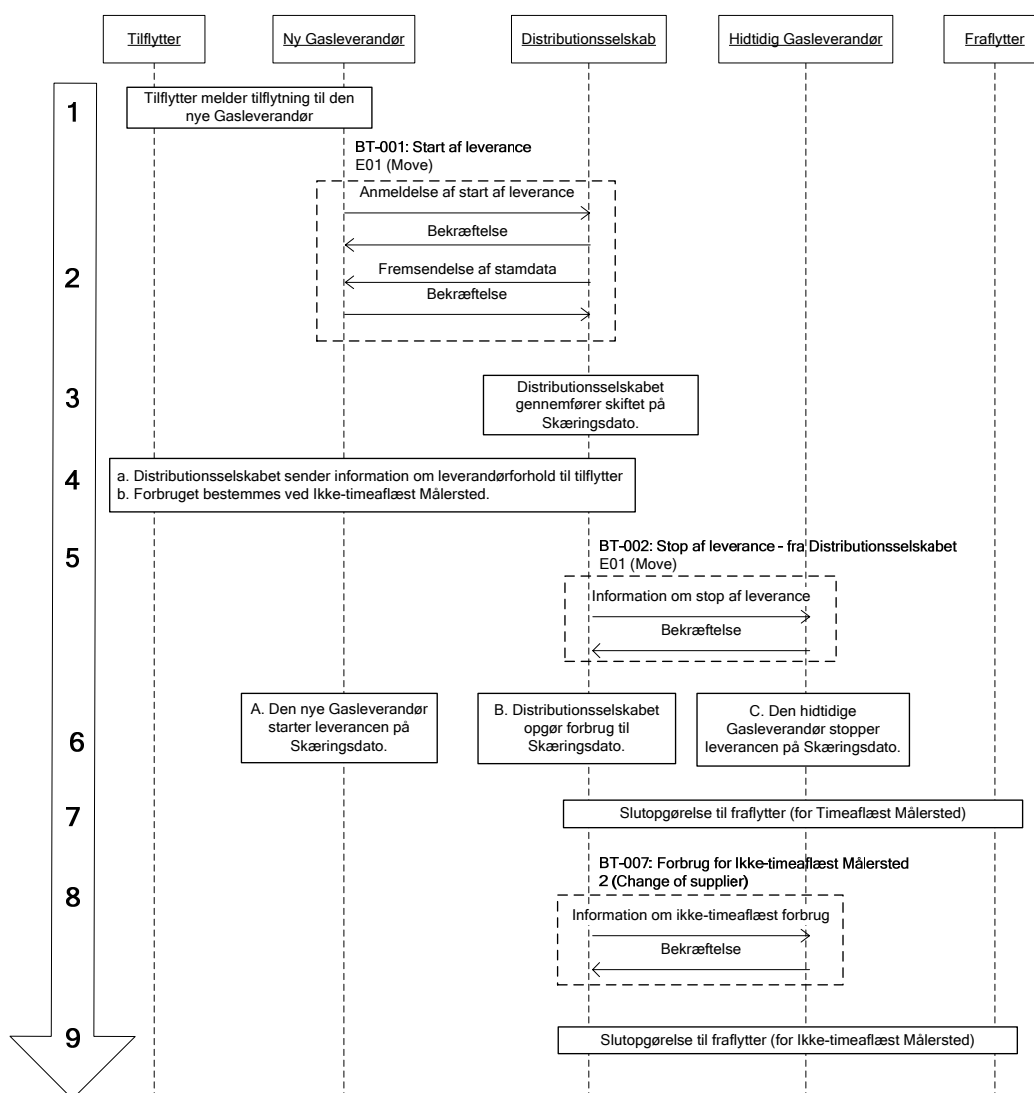 Tilflytter
Ny Gasleverandør
Distributionsselskab
Hidtidig Gasleverandør
Fraflytter
1
Tilflytter melder tilflytning til den
nye Gasleverandør
BT-001: Start af leverance
E01 (Move)
Anmeldelse af start af leverance
Bekræftelse
2
Fremsendelse af stamdata
Bekræftelse
3
Distributionsselskabet
gennemfører skiftet på
Skæringsdato.
4
a. Distributionsselskabet sender information om leverandørforhold til tilflytter
b. Forbruget bestemmes ved Ikke-timeaflæst Målersted.
5
BT-002: Stop af leverance - fra Distributionsselskabet
E01 (Move)
Information om stop af leverance
Bekræftelse
6
A. Den nye Gasleverandør
starter leverancen på
Skæringsdato.
B. Distributionsselskabet
opgør forbrug til
Skæringsdato.
C. Den hidtidige
Gasleverandør stopper
leverancen på Skæringsdato.
7
Slutopgørelse til fraflytter (for Timeaflæst Målersted)
8
BT-007: Forbrug for Ikke-timeaflæst Målersted
2 (Change of supplier)
Information om ikke-timeaflæst forbrug
Bekræftelse
9
Slutopgørelse til fraflytter (for Ikke-timeaflæst Målersted)